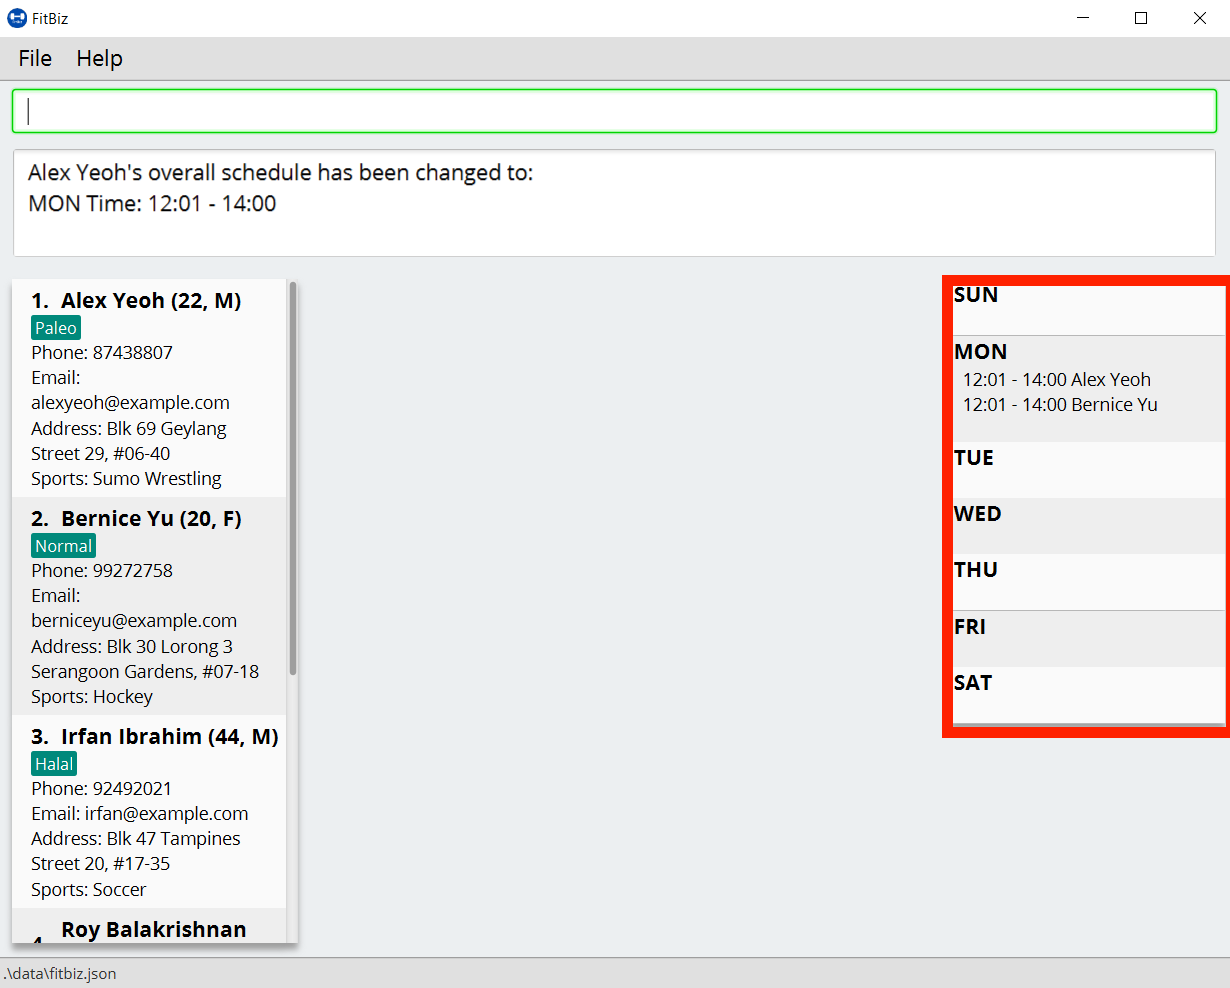 FitBiz
File Help
Alex Yeoh's overall schedule has been changed to:
MON Time: 12:01 - 14:00
1. Alex Yeoh (22, M)
Paleo
Phone: 87438807
Email:
alexyeoh@example.com
Address: Blk 69 Geylang
Street 29, #06-40
Sports: Sumo Wrestling
2. Bernice Yu (20, F)
Normal
Phone: 99272758
Email:
berniceyu@example.com
Address: Blk 30 Lorong 3
Serangoon Gardens, #07-18
Sports: Hockey
3. Irfan Ibrahim (44, M)
Halal
Phone: 92492021
Email: irfan@example.com
Address: Blk 47 Tampines
Street 20, #17-35
Sports: Soccer
Roy Balakrishnan
4.
SUN
MON
12:01 - 14:00 Alex Yeoh
12:01 - 14:00 Bernice Yu
TUE
WED
THU
FRI
SAT
.\data\fitbiz.json